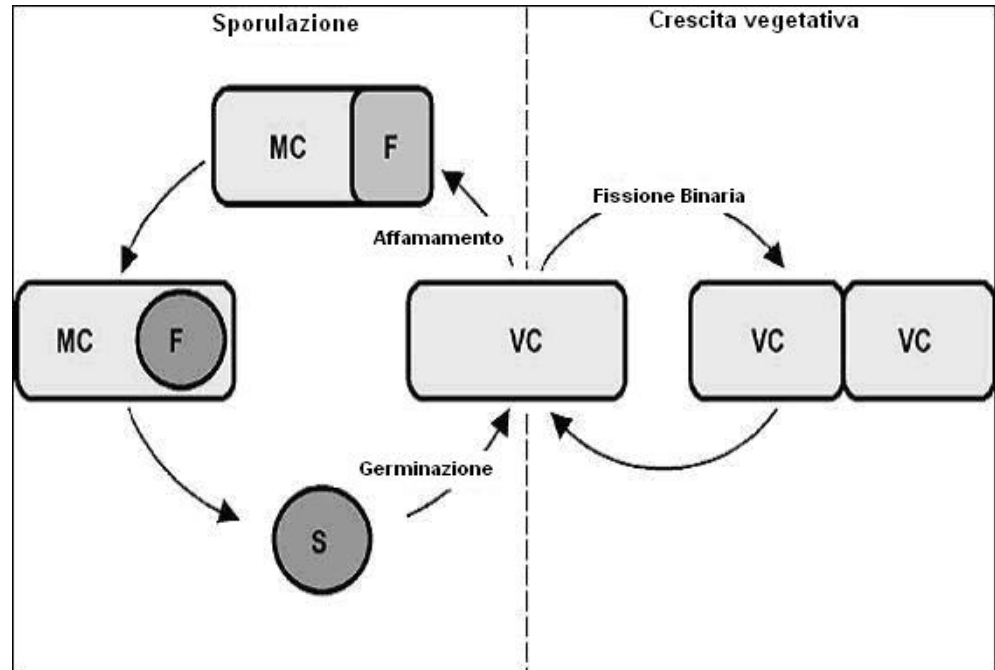 Sporulazione
Crescita vegetativa
MC
F
Fissione Binaria
Affamamento
MC
F
VC
VC
VC
Germinazione
S